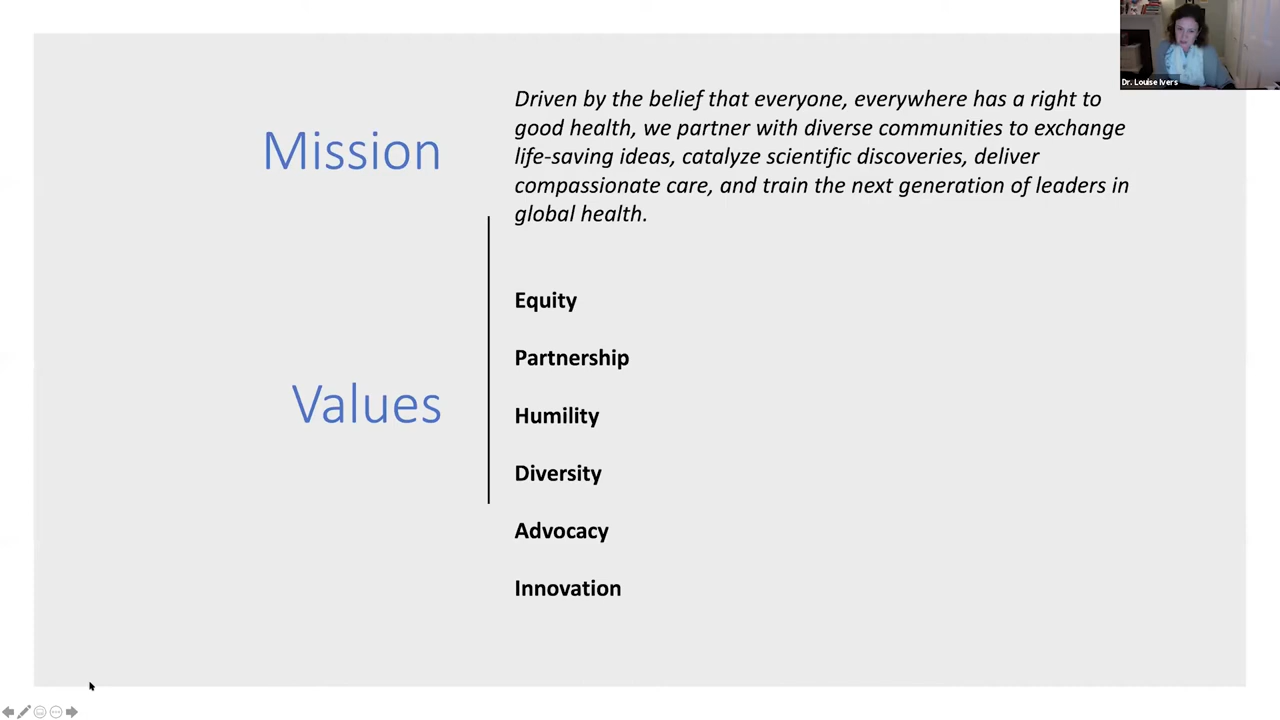 Dr. Louise Ivers
Mission
Driven by the belief that everyone, everywhere has a right to
good health, we partner with diverse communities to exchange
life-saving ideas, catalyze scientific discoveries, deliver
compassionate care, and train the next generation of leaders in
global health.
Values
Equity
Partnership
Humility
Diversity
Advocacy
Innovation